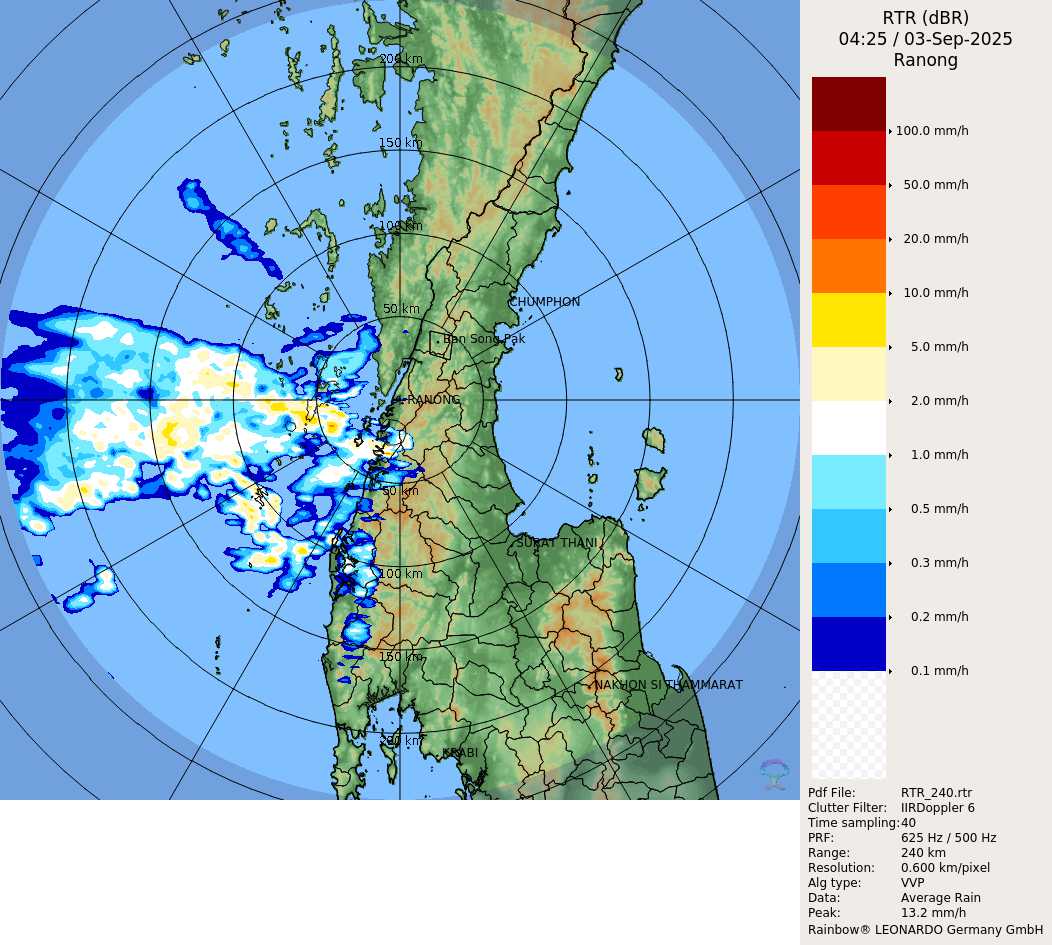 RTR (dBR)
04:25 / 03-Sep-2025
Ranong
200 km
150 km
100 km
50 km
CHUMPHON
Ban Song Pak
RANONG
50 km
SURAT THANI
100 km
150 km
NAKHON SI THAMMARAT
200 km
KRABI
100.0 mm/h
50.0 mm/h
20.0 mm/h
10.0 mm/h
5.0 mm/h
2.0 mm/h
1.0 mm/h
0.5 mm/h
0.3 mm/h
0.2 mm/h
0.1 mm/h
Pdf File: RTR_240.rtr
Clutter Filter: IIRDoppler 6
Time sampling:40
PRF: 625 Hz / 500 Hz
Range: 240 km
Resolution: 0.600 km/pixel
Alg type: VVP
Data: Average Rain
Peak: 13.2 mm/h
Rainbow® LEONARDO Germany GmbH